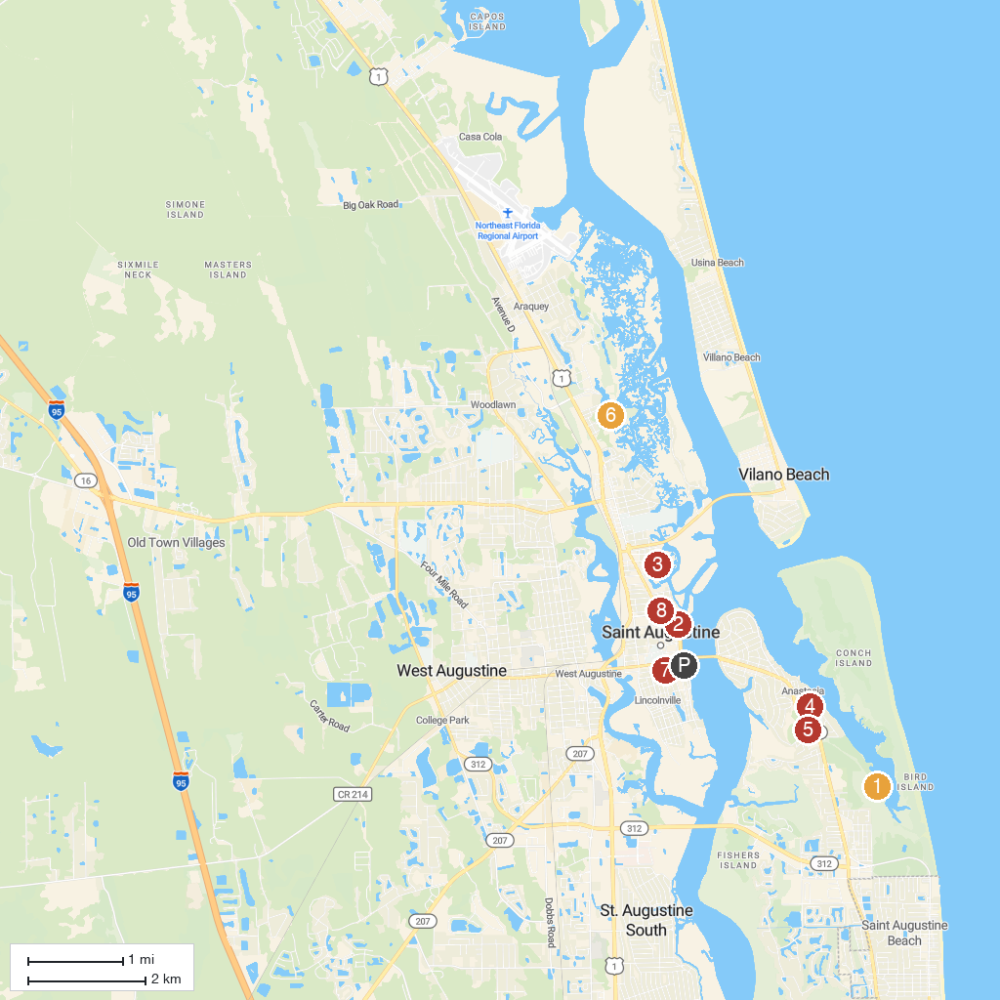 CAPOS
ISLAND
1
Casa Cola
SIMONE
ISLAND
Big Oak Road
Northeast Florida
Regional Airport
SIXMILE
NECK
MASTERS
ISLAND
Usina Beach
Avenue D
Araquey
Villano Beach
1
95
Woodlawn
6
16
Vilano Beach
Old Town Villages
95
Four Mile Road
3
8
2
Saint Augustine
CONCH
ISLAND
West Augustine
West Augustine
7
P
Anastasia
Lincolnville
4
5
Carter Road
College Park
207
312
95
BIRD
ISLAND
1
CR 214
312
207
FISHERS
ISLAND
312
Dobbs Road
207
St. Augustine
South
Saint Augustine
Beach
1
1 mi
2 km